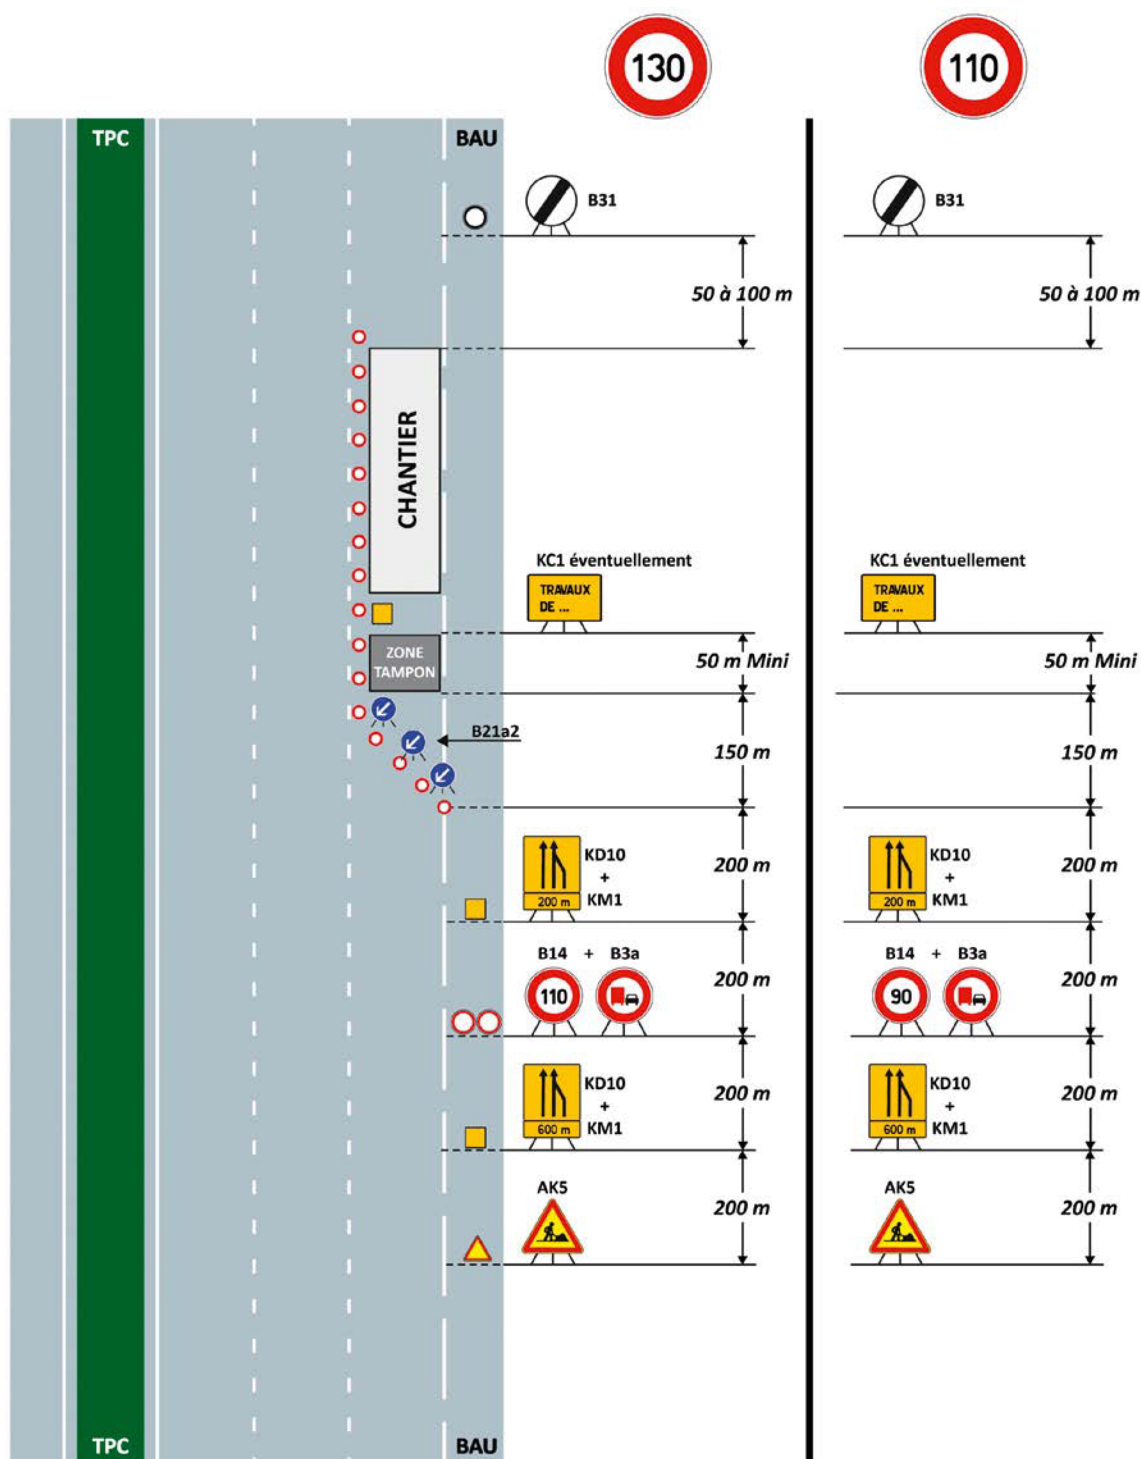 130
110
TPC
BAU
B31
B31
50 à 100 m
50 à 100 m
CHANTIER
KC1 éventuellement
KC1 éventuellement
TRAVAUX
DE ...
TRAVAUX
DE ...
ZONE
TAMPON
50 m Mini
50 m Mini
B21a2
150 m
150 m
KD10
+
KM1
200 m
200 m
KD10
+
KM1
200 m
200 m
B14 + B3a
110
200 m
B14 + B3a
90
200 m
KD10
+
KM1
600 m
200 m
KD10
+
KM1
600 m
200 m
AK5
200 m
AK5
200 m
TPC
BAU